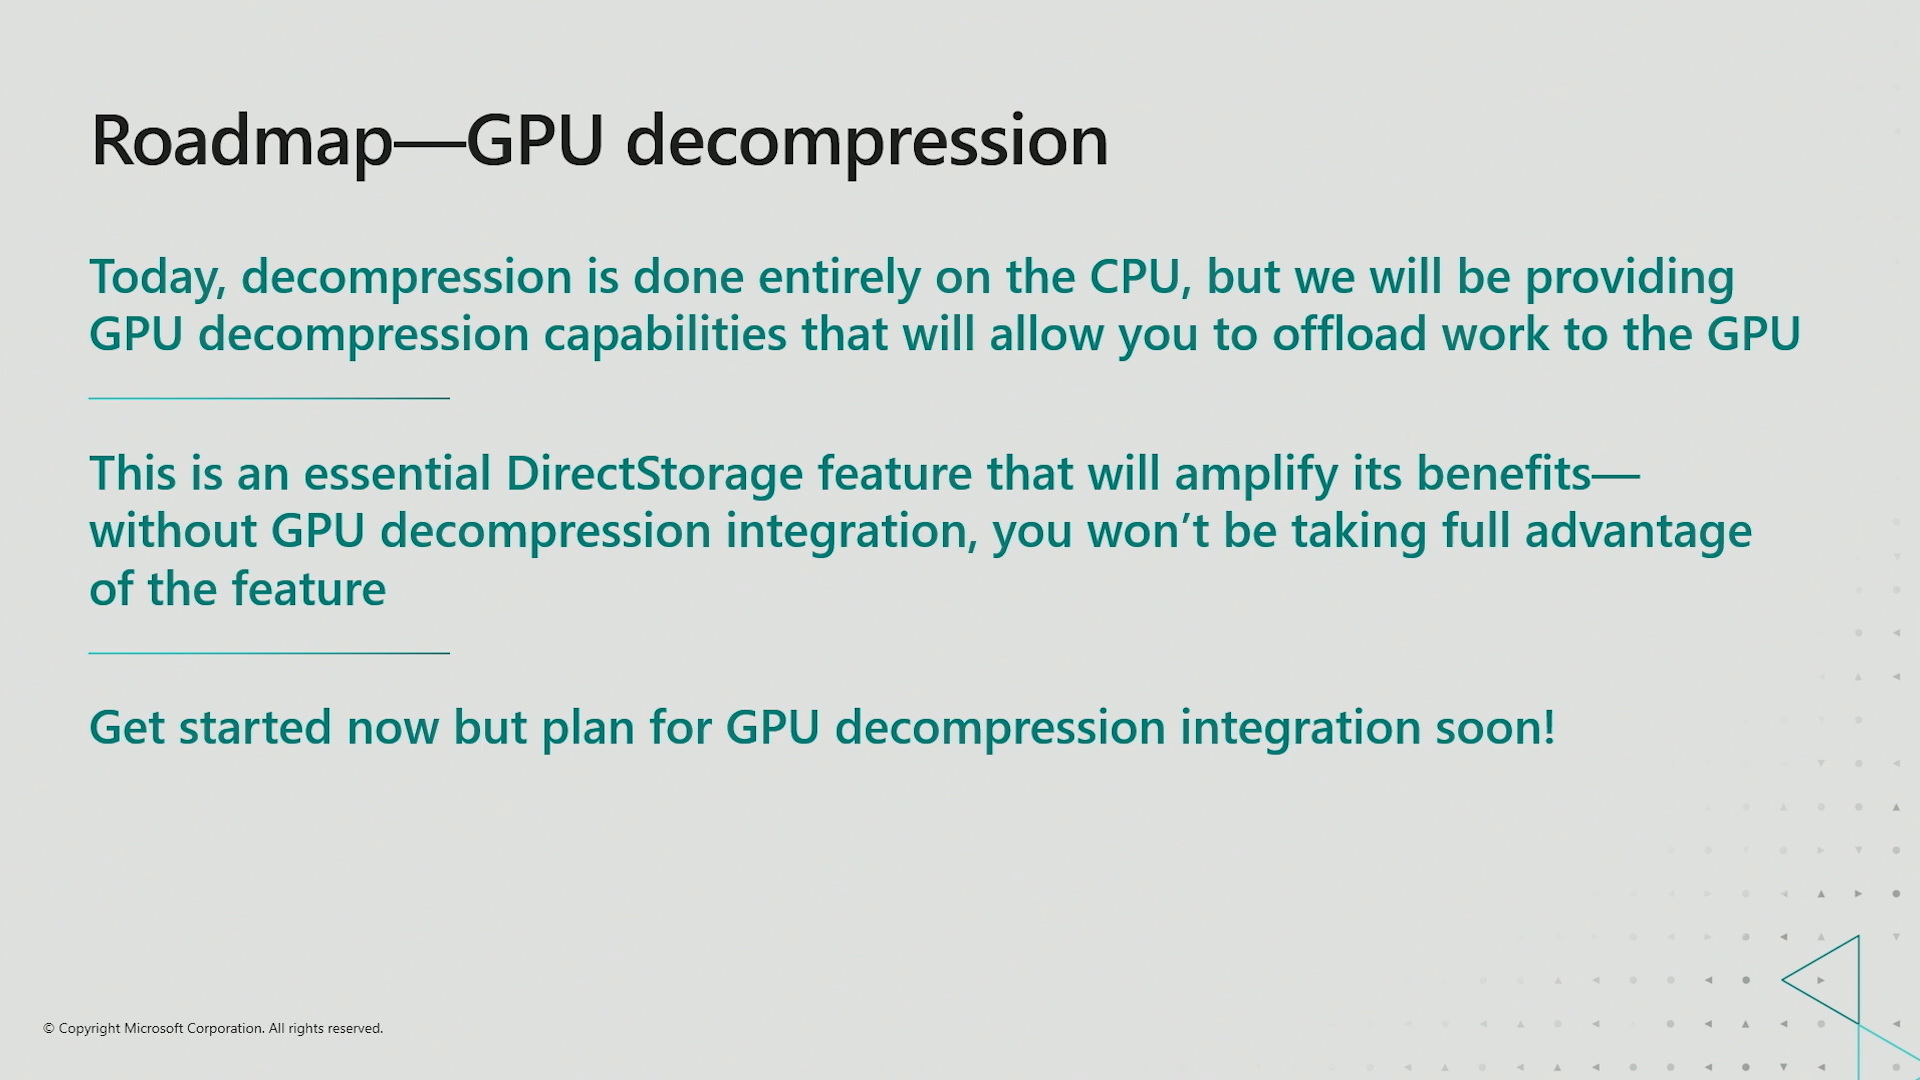 Roadmap—GPU decompression
Today, decompression is done entirely on the CPU, but we will be providing
GPU decompression capabilities that will allow you to offload work to the GPU
This is an essential DirectStorage feature that will amplify its benefits—
without GPU decompression integration, you won’t be taking full advantage
of the feature
Get started now but plan for GPU decompression integration soon!
© Copyright Microsoft Corporation. All rights reserved.